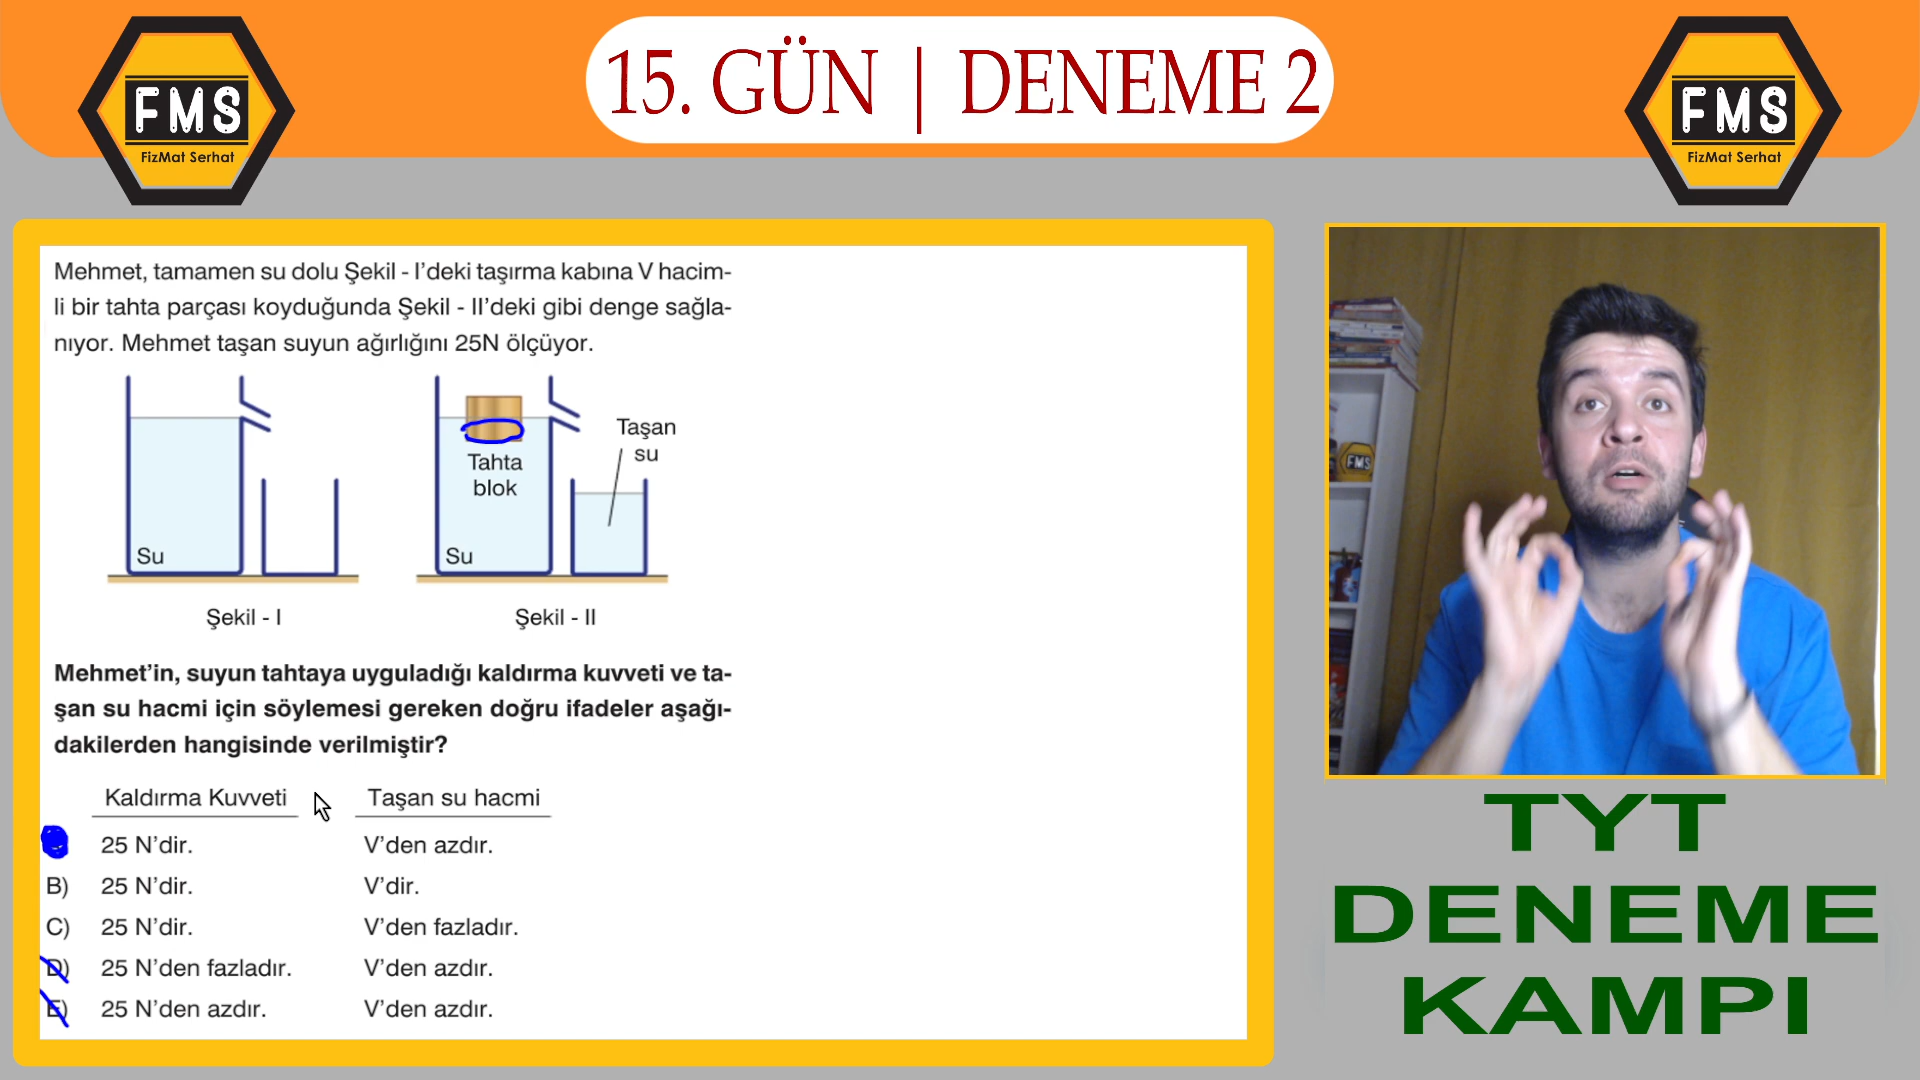 15. GÜN | DENEME 2
FMS
FizMat Serhat
FMS
FizMat Serhat
Mehmet, tamamen su dolu Şekil - I'deki taşırma kabına V hacim-
li bir tahta parçası koyduğunda Şekil - II'deki gibi denge sağla-
nıyor. Mehmet taşan suyun ağırlığını 25N ölçüyor.
Taşan
su
Tahta
blok
Su
Su
Şekil - I
Şekil - II
Mehmet'in, suyun tahtaya uyguladığı kaldırma kuvveti ve ta-
şan su hacmi için söylemesi gereken doğru ifadeler aşağı-
dakilerden hangisinde verilmiştir?
Kaldırma Kuvveti Taşan su hacmi
25 N'dir. V'den azdır.
B) 25 N'dir. V'dir.
C) 25 N'dir. V'den fazladır.
D) 25 N'den fazladır. V'den azdır.
E) 25 N'den azdır. V'den azdır.
FMS
TYT
DENEME
KAMPI